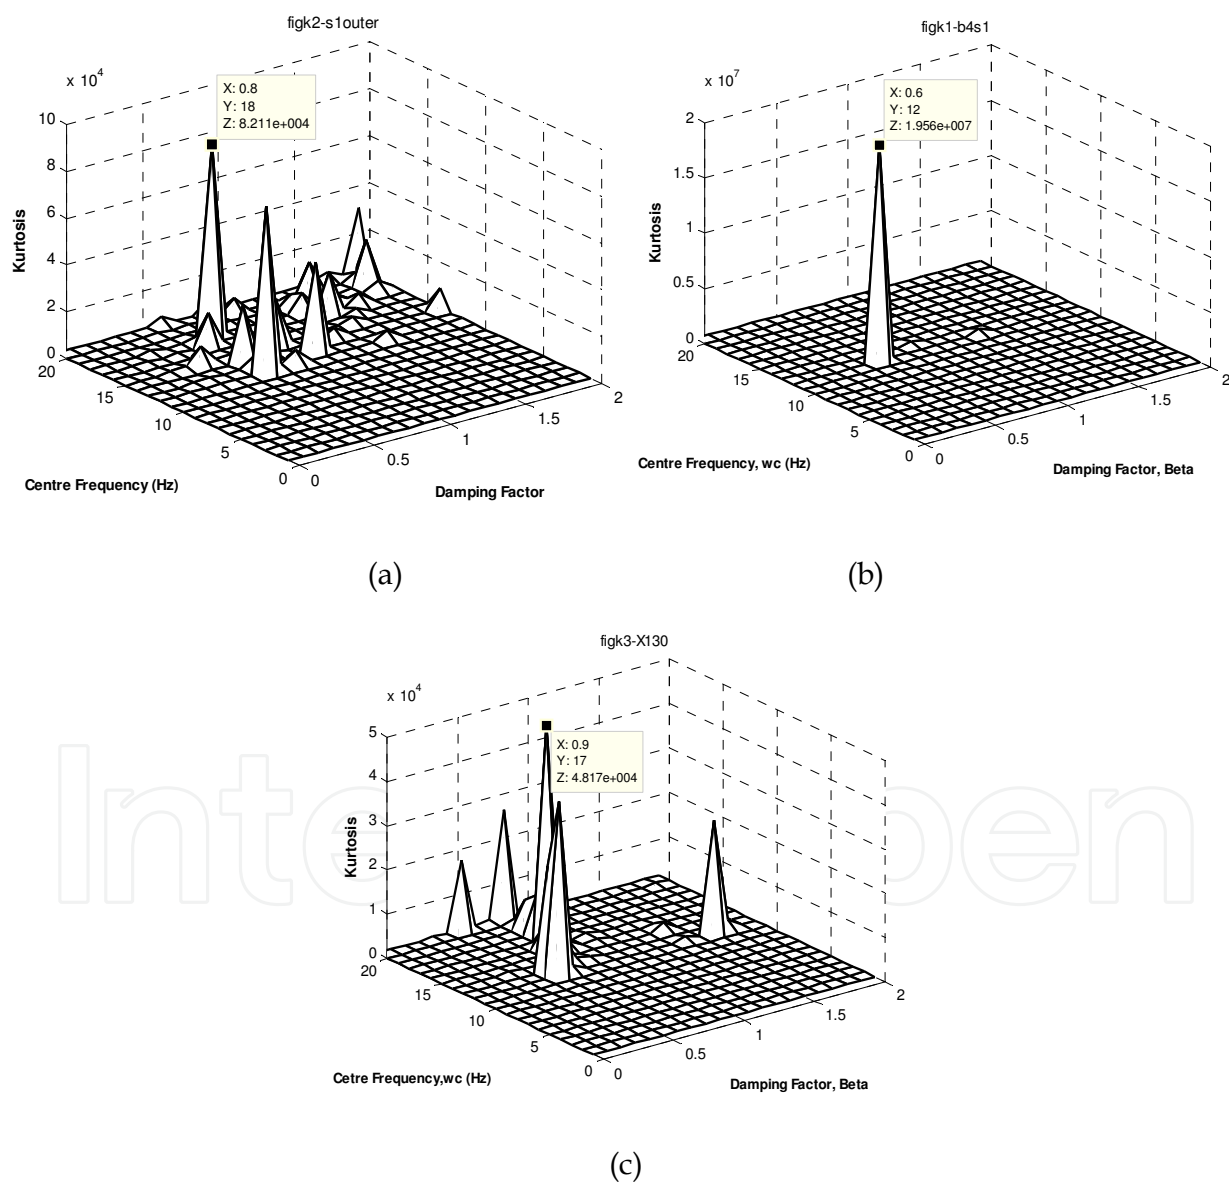 figk2-s1outer
x 10^4
X: 0.8
Y: 18
Z: 8.211e+004
10
8
6
4
2
0
Kurtosis
20
15
10
5
0
Centre Frequency (Hz)
0
0.5
1
1.5
2
Damping Factor
(a)
figk1-b4s1
x 10^7
X: 0.6
Y: 12
Z: 1.956e+007
2
1.5
1
0.5
0
Kurtosis
20
15
10
5
0
Centre Frequency, wc (Hz)
0
0.5
1
1.5
2
Damping Factor, Beta
(b)
figk3-X130
x 10^4
X: 0.9
Y: 17
Z: 4.817e+004
5
4
3
2
1
0
Kurtosis
20
15
10
5
0
Cetre Frequency,wc (Hz)
0
0.5
1
1.5
2
Damping Factor, Beta
(c)